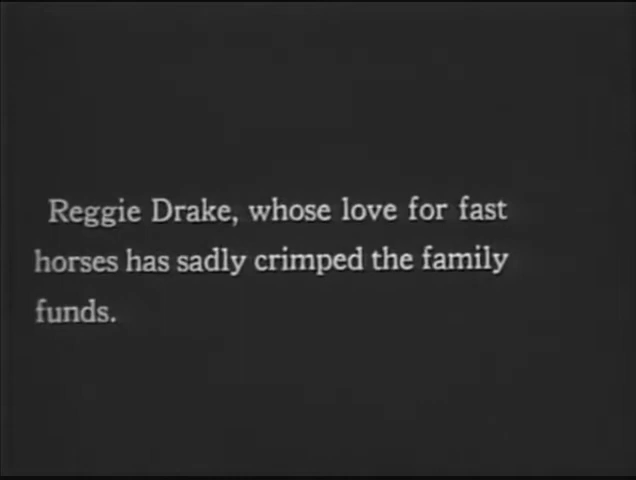 Reggie Drake, whose love for fast
horses has sadly crimped the family
funds.